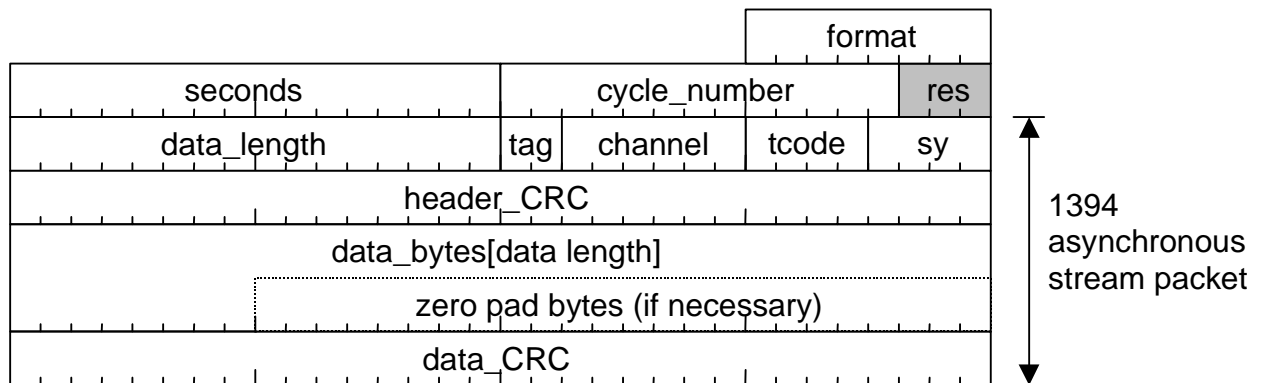 format
seconds cycle_number res
data_length tag channel tcode sy
header_CRC
data_bytes[data length]
zero pad bytes (if necessary)
data_CRC
1394
asynchronous
stream packet